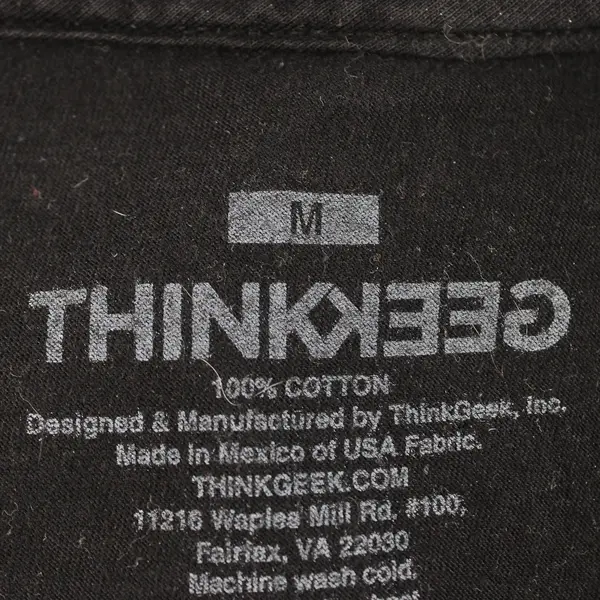 M
THINKGEEK
100% COTTON
Designed & Manufactured by ThinkGeek, Inc.
Made in Mexico of USA Fabric.
THINKGEEK.COM
11216 Waples Mill Rd. #100,
Fairfax, VA 22030
Machine wash cold.